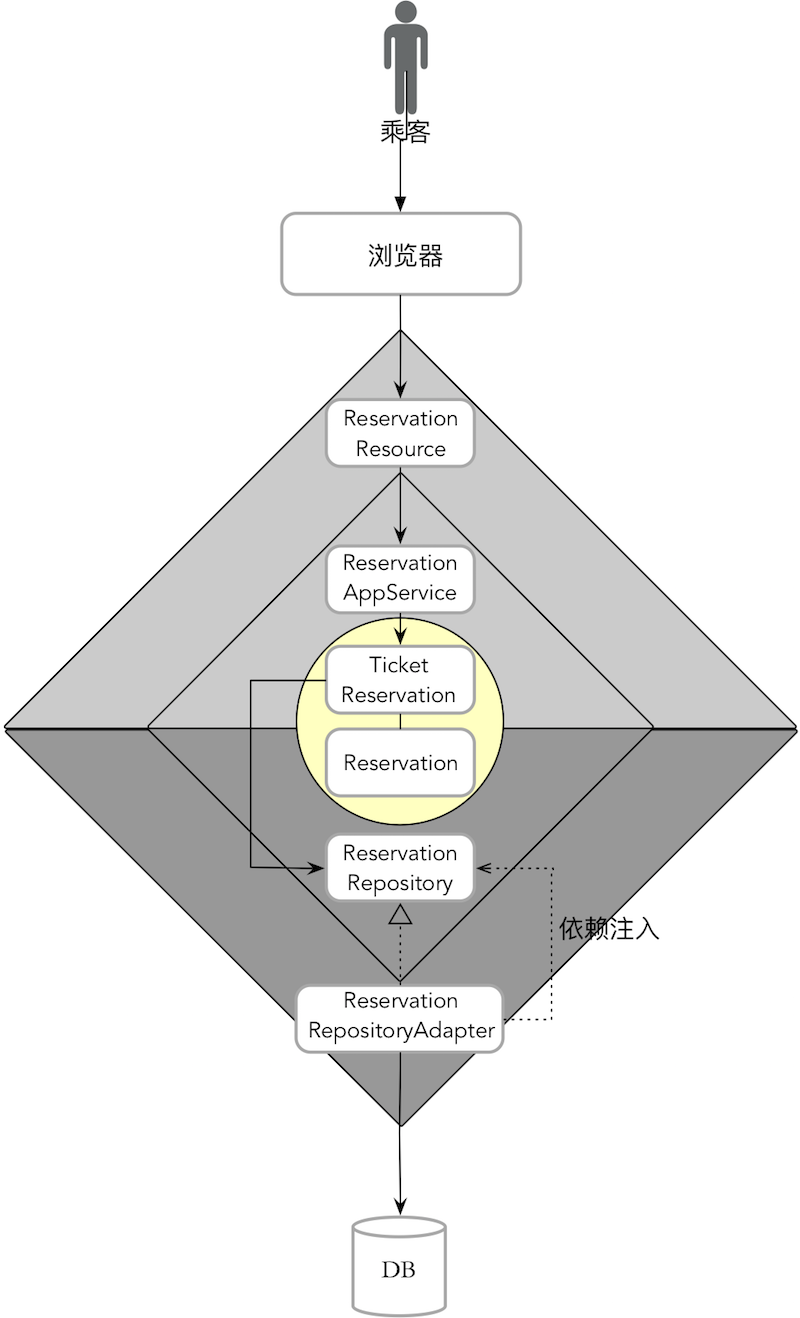 乘客
浏览器
Reservation
Resource
Reservation
AppService
Ticket
Reservation
Reservation
Reservation
Repository
依赖注入
Reservation
RepositoryAdapter
DB